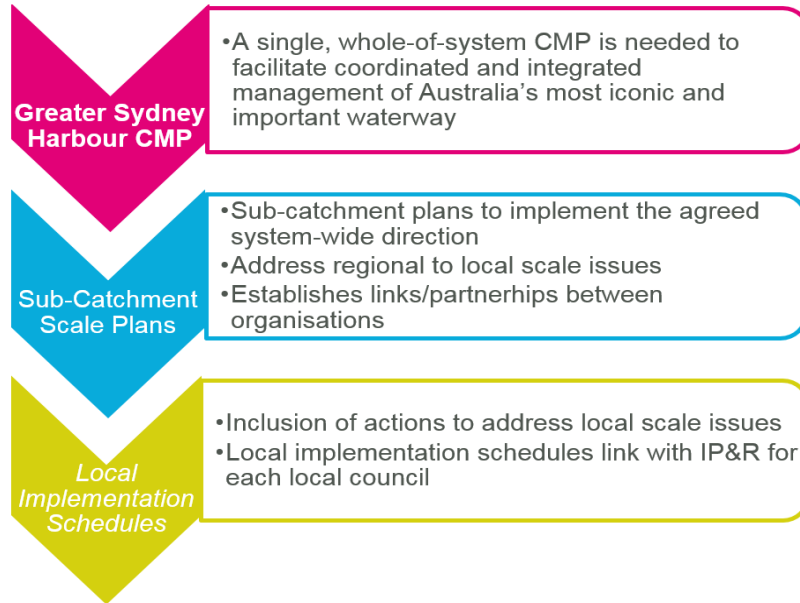 Greater Sydney
Harbour CMP
•A single, whole-of-system CMP is needed to
facilitate coordinated and integrated
management of Australia's most iconic and
important waterway
Sub-Catchment
Scale Plans
•Sub-catchment plans to implement the agreed
system-wide direction
•Address regional to local scale issues
•Establishes links/partnerhips between
organisations
Local
Implementation
Schedules
•Inclusion of actions to address local scale issues
•Local implementation schedules link with IP&R for
each local council